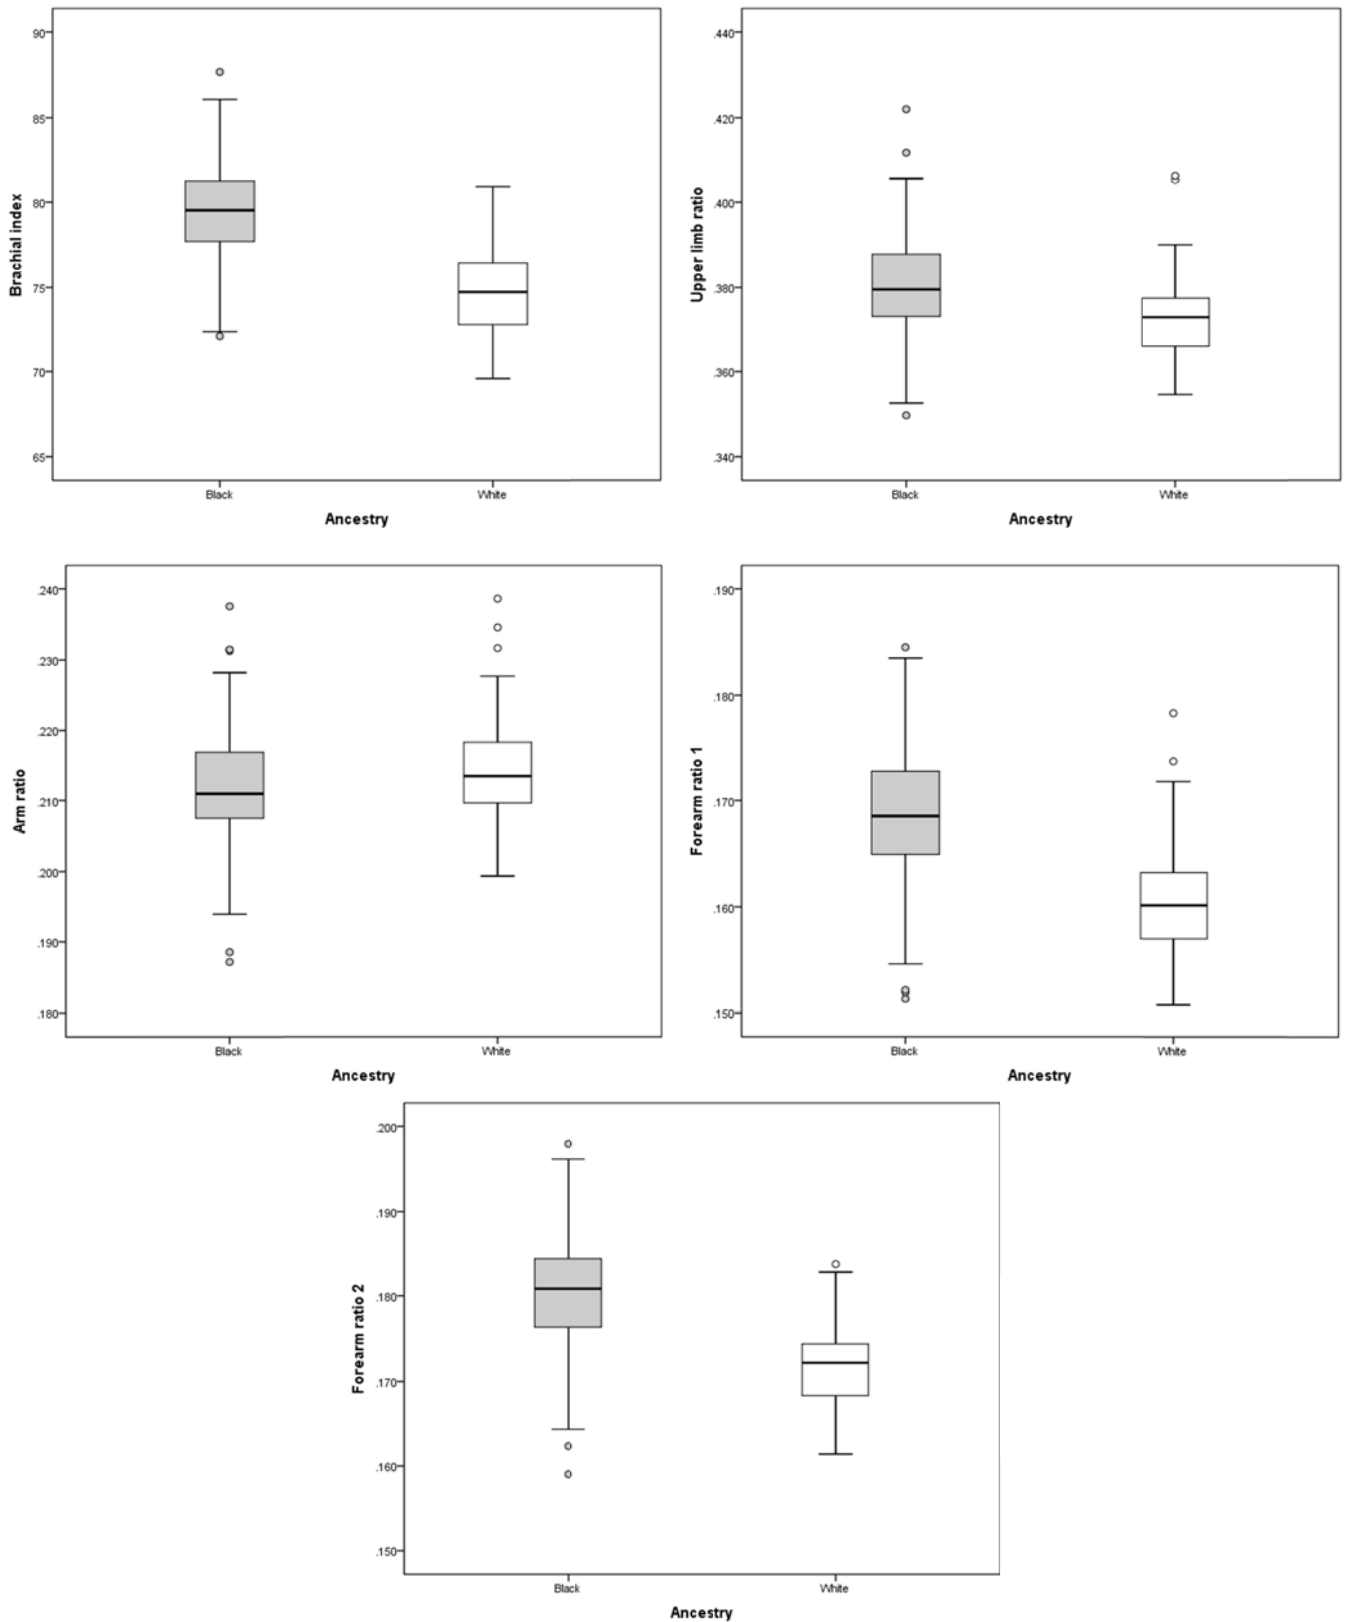 90
85
80
75
70
65
Brachial index
Black
White
Ancestry
.440
.420
.400
.380
.360
.340
Upper limb ratio
Black
White
Ancestry
.240
.230
.220
.210
.200
.190
.180
Arm ratio
Black
White
Ancestry
.190
.180
.170
.160
.150
Forearm ratio 1
Black
White
Ancestry
.200
.190
.180
.170
.160
.150
Forearm ratio 2
Black
White
Ancestry